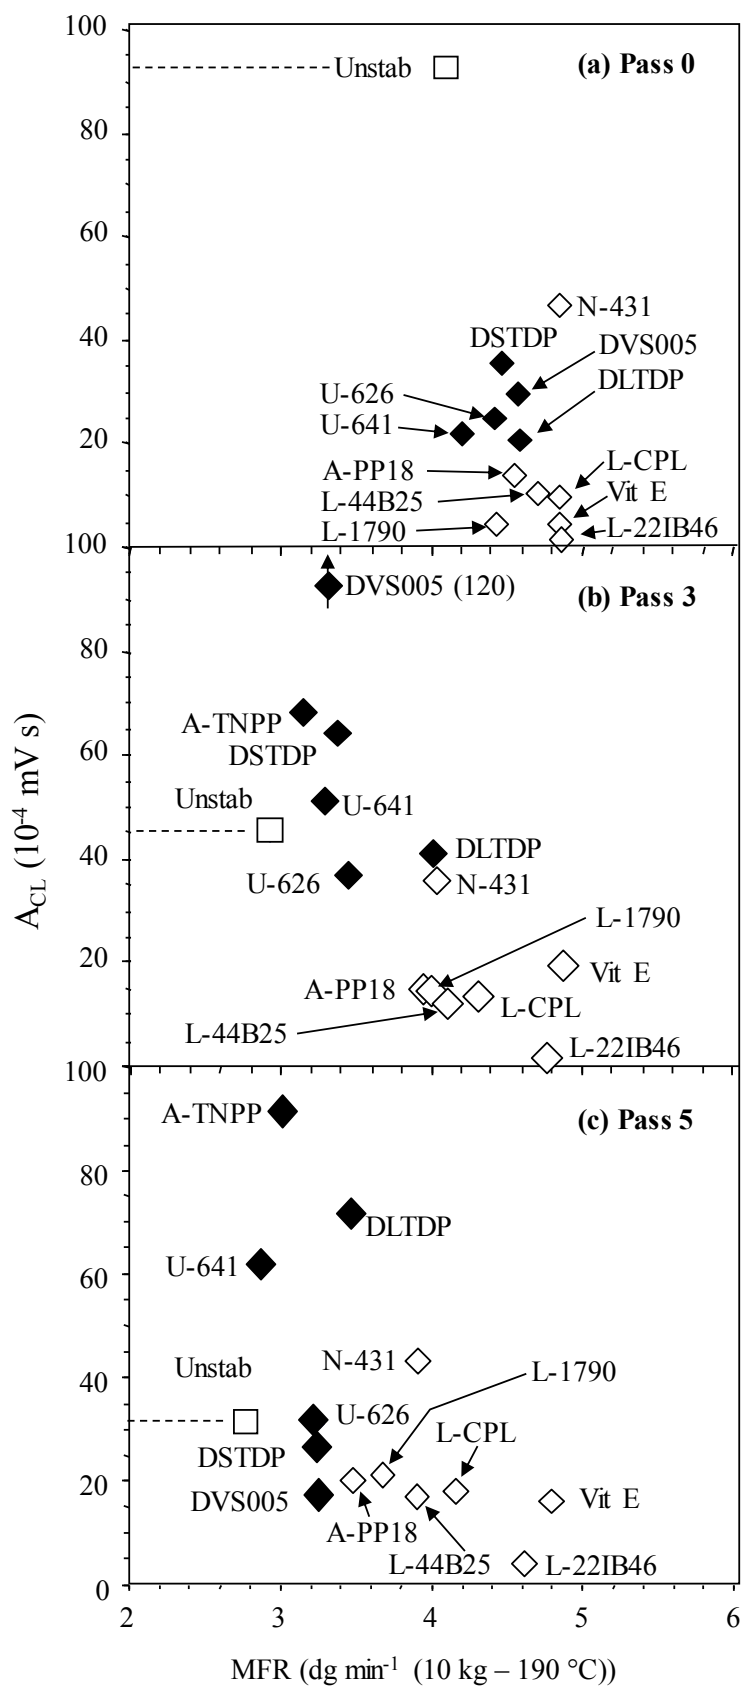 100
Unstab
(a) Pass 0
80
60
N-431
DSTDP
DVS005
40
DLTDP
U-626
U-641
20
L-CPL
A-PP18
Vit E
L-44B25
L-1790
L-22IB46
100
DVS005 (120)
(b) Pass 3
80
A-TNPP
DSTDP
60
Unstab
U-641
DLTDP
40
U-626
N-431
L-1790
20
Vit E
A-PP18
L-CPL
L-44B25
L-22IB46
A_CL (10⁻⁴ mV s)
100
A-TNPP
(c) Pass 5
80
DLTDP
U-641
60
N-431
Unstab
L-1790
40
U-626
L-CPL
DSTDP
20
DVS005
Vit E
A-PP18
L-44B25
L-22IB46
0
2 3 4 5 6
MFR (dg min⁻¹ (10 kg – 190 °C))